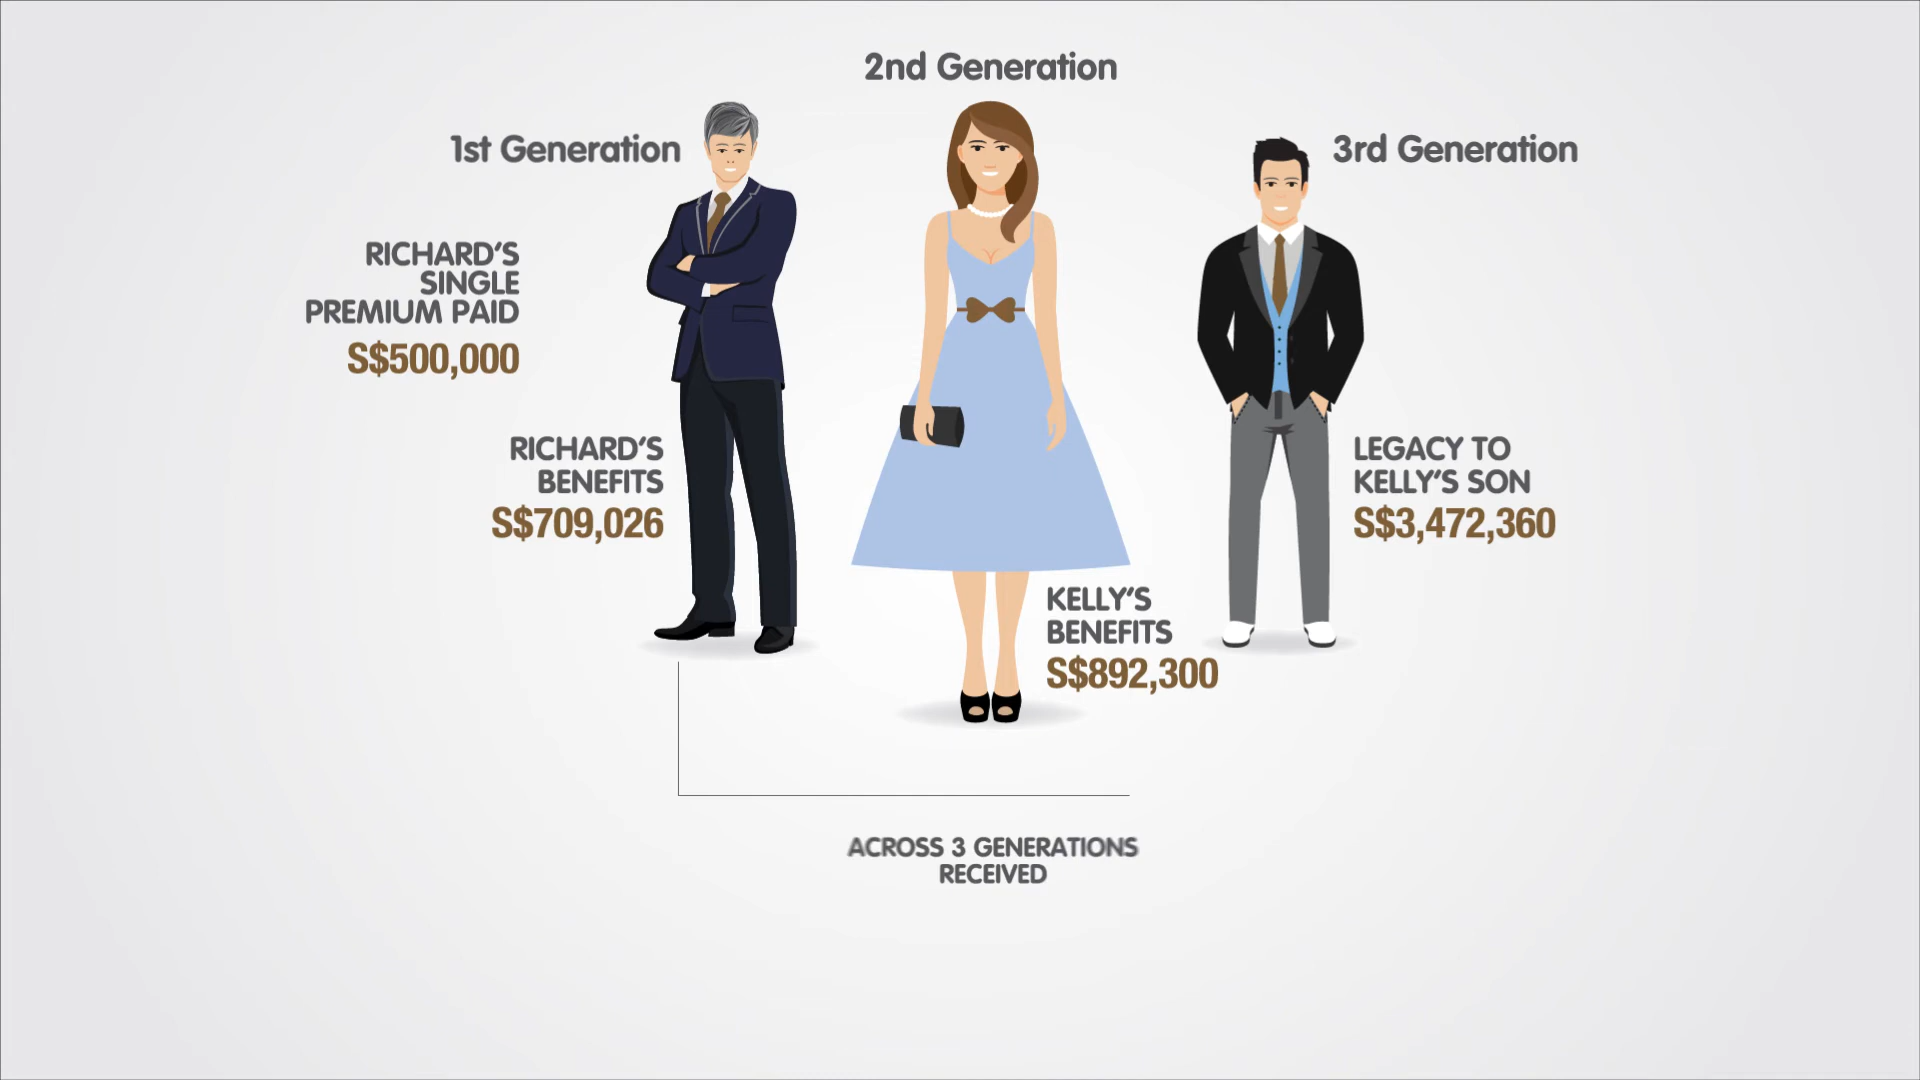 2nd Generation
1st Generation
3rd Generation
RICHARD'S
SINGLE
PREMIUM PAID
S$500,000
RICHARD'S
BENEFITS
S$709,026
LEGACY TO
KELLY'S SON
S$3,472,360
KELLY'S
BENEFITS
S$892,300
ACROSS 3 GENERATIONS
RECEIVED